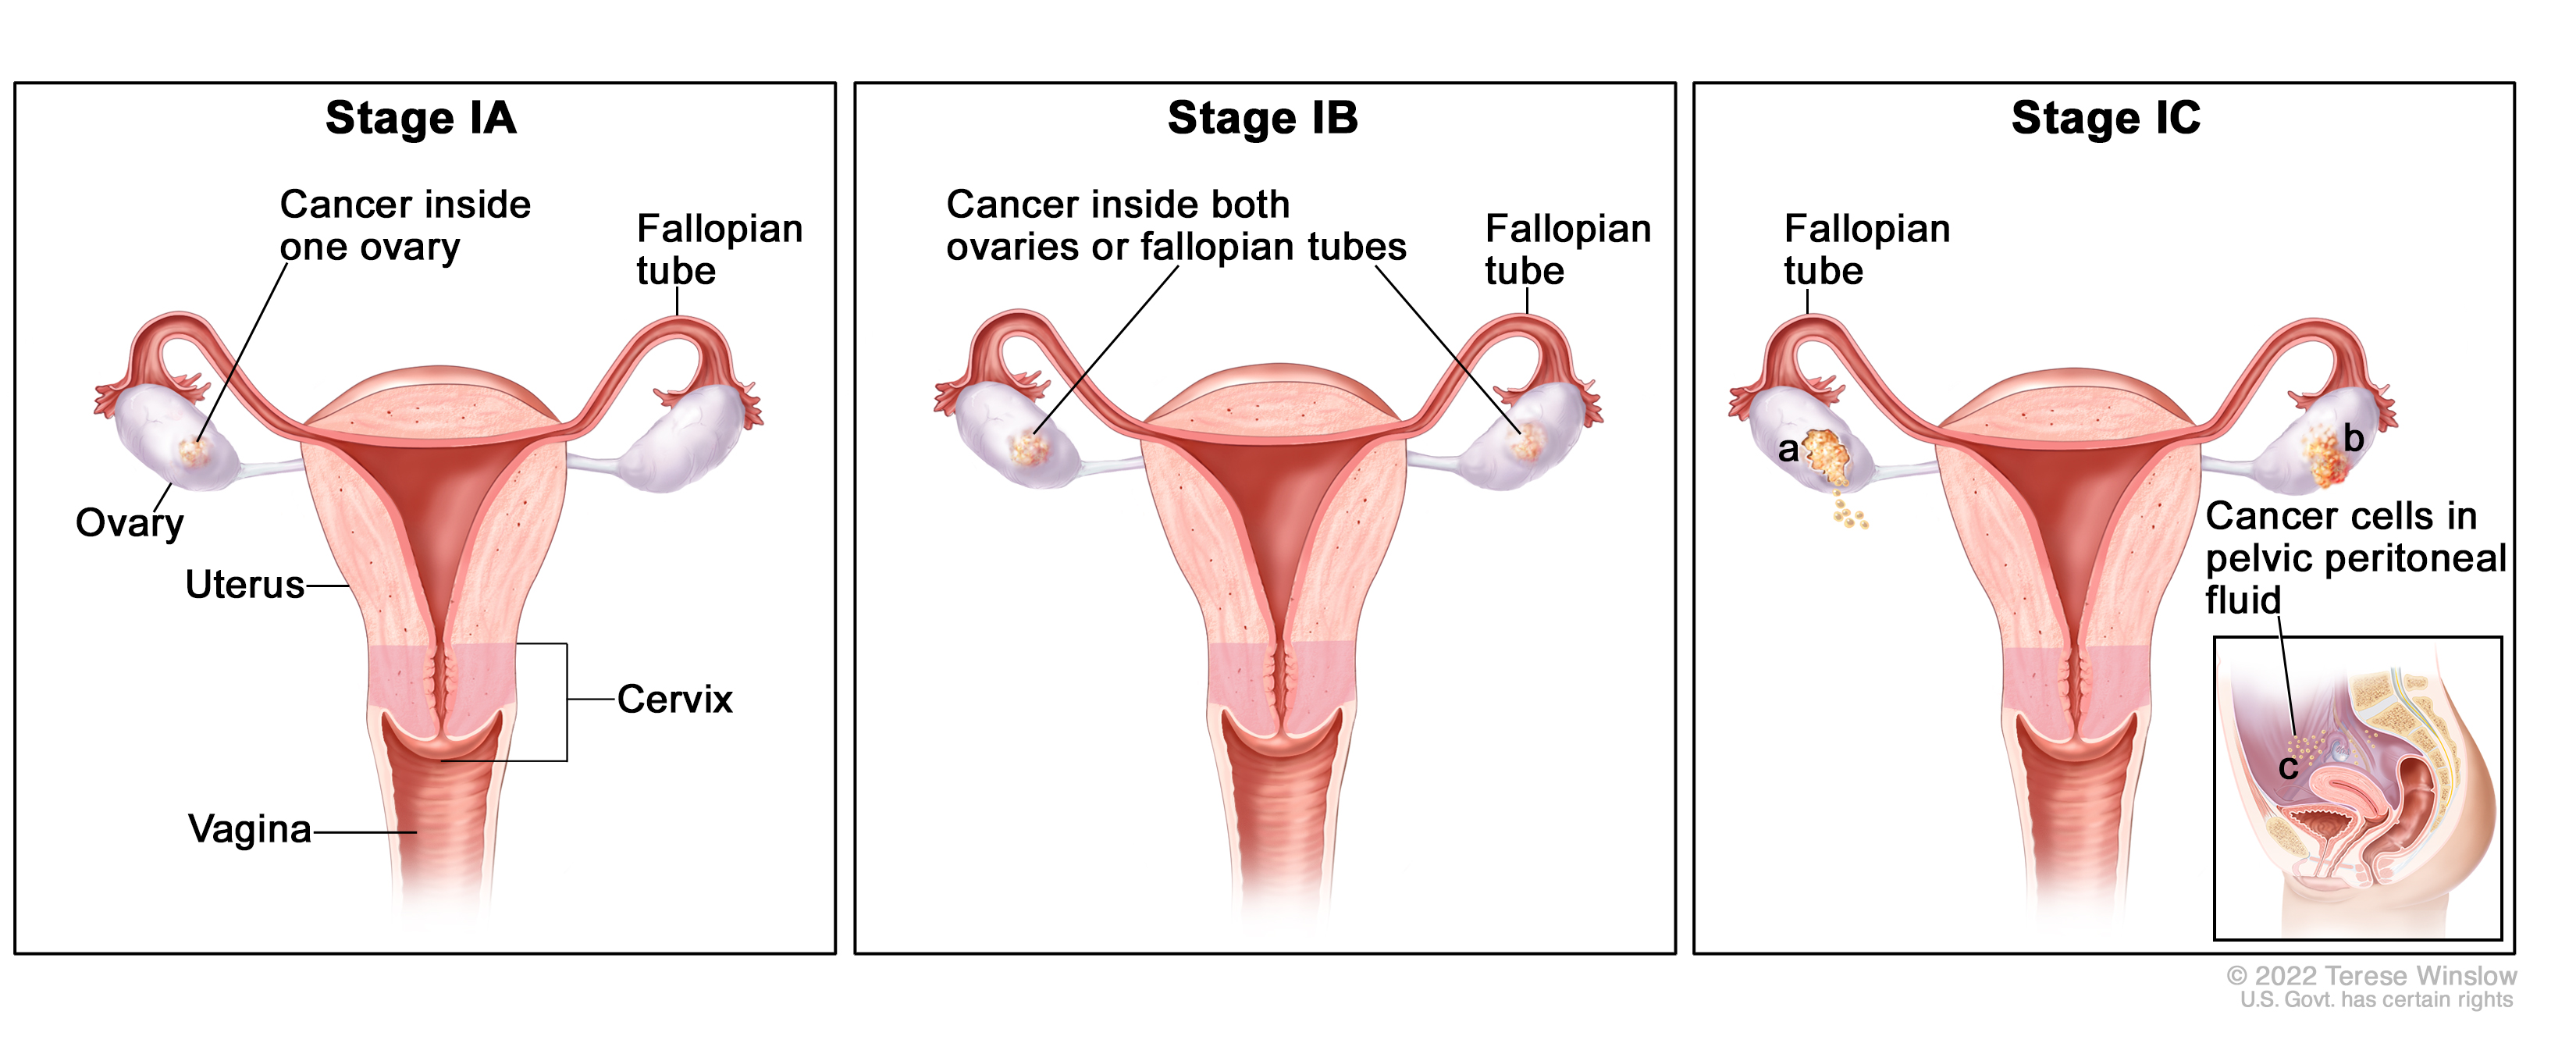 Stage IA
Cancer inside
one ovary
Fallopian
tube
Ovary
Uterus
Cervix
Vagina
Stage IB
Cancer inside both
ovaries or fallopian tubes
Fallopian
tube
Stage IC
Fallopian
tube
a
b
Cancer cells in
pelvic peritoneal
fluid
c
© 2022 Terese Winslow
U.S. Govt. has certain rights